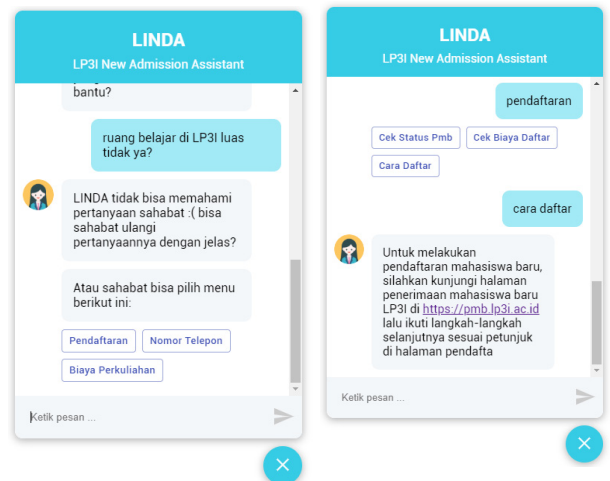 LINDA
LP3I New Admission Assistant
bantu?
ruang belajar di LP3I luas
tidak ya?
LINDA tidak bisa memahami
pertanyaan sahabat :( bisa
sahabat ulangi
pertanyaannya dengan jelas?
Atau sahabat bisa pilih menu
berikut ini:
Pendaftaran
Nomor Telepon
Biaya Perkuliahan
Ketik pesan ...
LINDA
LP3I New Admission Assistant
pendaftaran
Cek Status Pmb
Cek Biaya Daftar
Cara Daftar
cara daftar
Untuk melakukan
pendaftaran mahasiswa baru,
silahkan kunjungi halaman
penerimaan mahasiswa baru
LP3I di https://pmb.lp3i.ac.id
lalu ikuti langkah-langkah
selanjutnya sesuai petunjuk
di halaman pendafta
Ketik pesan ...